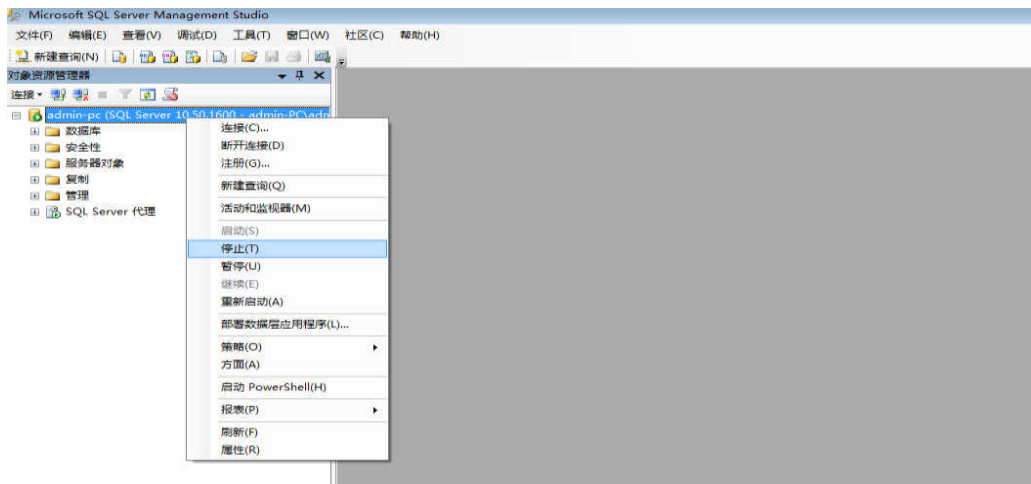 Microsoft SQL Server Management Studio
文件(F) 编辑(E) 查看(V) 调试(D) 工具(T) 窗口(W) 社区(C) 帮助(H)
新建查询(N)
对象资源管理器
连接
admin-pc (SQL Server 10.50.1600 - admin-PC\adm
数据库
安全性
服务器对象
复制
管理
SQL Server 代理
连接(C)...
断开连接(D)
注册(G)...
新建查询(Q)
活动和监视器(M)
启动(S)
停止(T)
暂停(U)
继续(E)
重新启动(A)
部署数据层应用程序(L)...
策略(O)
方面(A)
启动 PowerShell(H)
报表(P)
刷新(F)
属性(R)